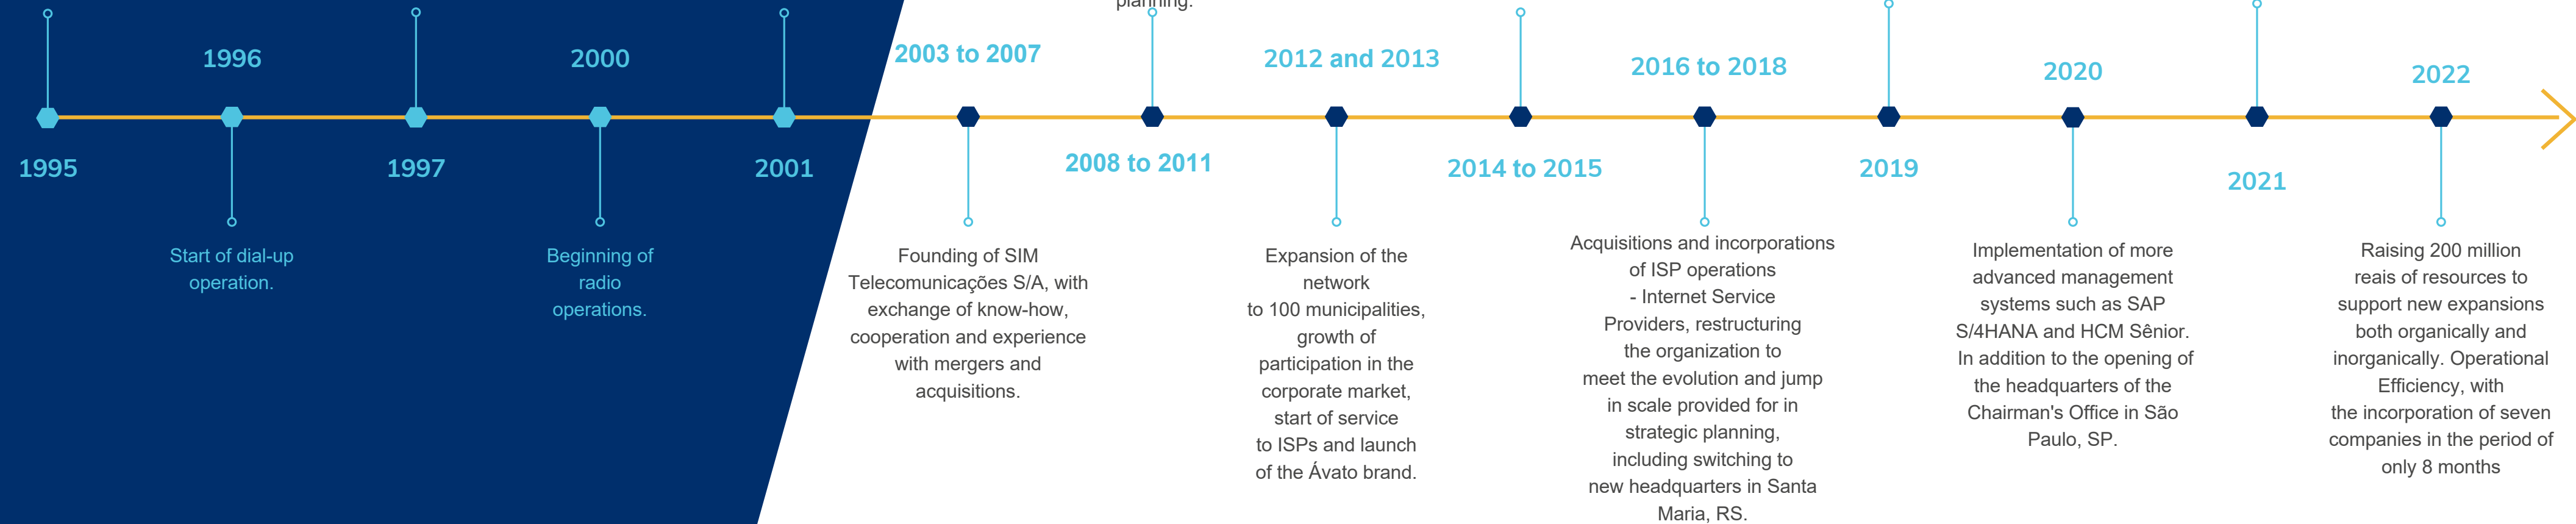 planning.
1995
1996
Start of dial-up
operation.
1997
2000
Beginning of
radio
operations.
2001
2003 to 2007
Founding of SIM
Telecomunicações S/A, with
exchange of know-how,
cooperation and experience
with mergers and
acquisitions.
2008 to 2011
2012 and 2013
Expansion of the
network
to 100 municipalities,
growth of
participation in the
corporate market,
start of service
to ISPs and launch
of the Ávato brand.
2014 to 2015
2016 to 2018
Acquisitions and incorporations
of ISP operations
- Internet Service
Providers, restructuring
the organization to
meet the evolution and jump
in scale provided for in
strategic planning,
including switching to
new headquarters in Santa
Maria, RS.
2019
2020
Implementation of more
advanced management
systems such as SAP
S/4HANA and HCM Sênior.
In addition to the opening of
the headquarters of the
Chairman's Office in São
Paulo, SP.
2021
2022
Raising 200 million
reais of resources to
support new expansions
both organically and
inorganically. Operational
Efficiency, with
the incorporation of seven
companies in the period of
only 8 months